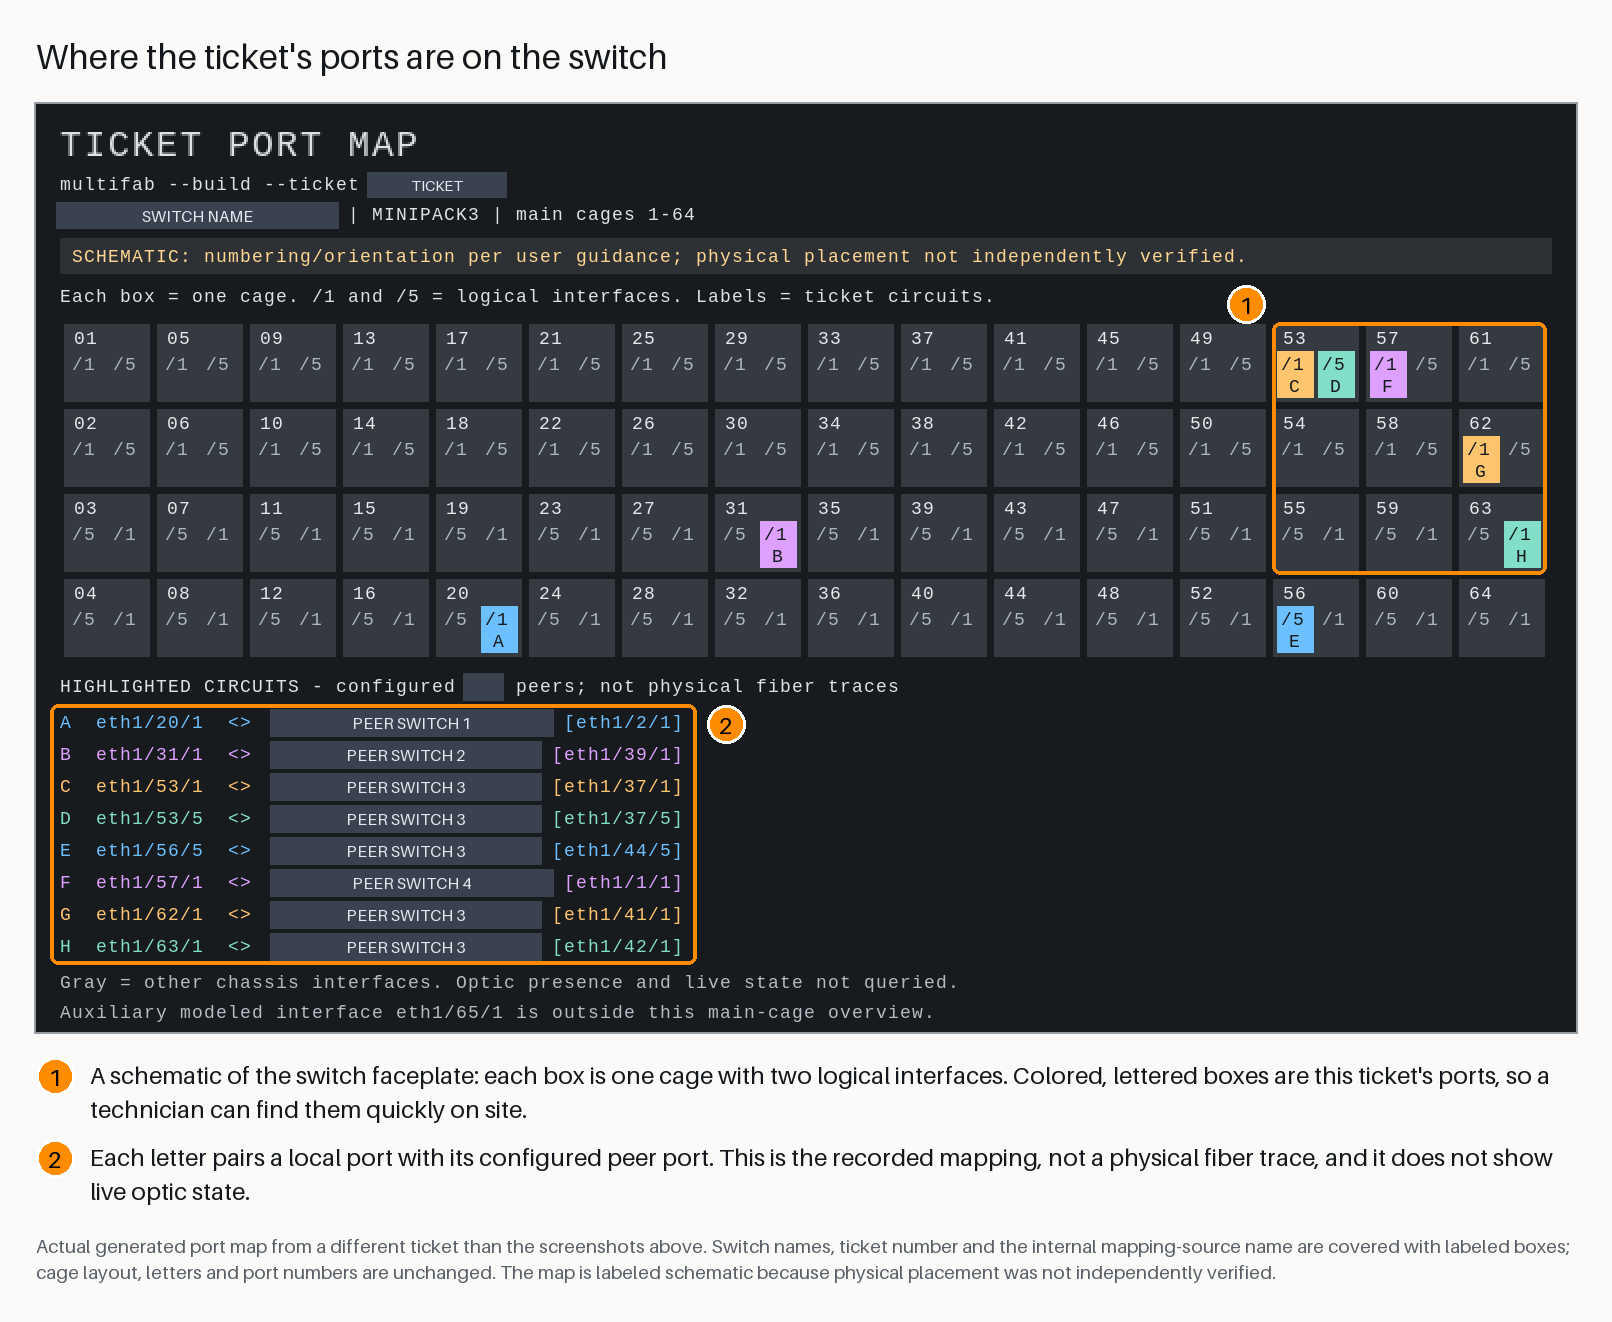 Where the ticket's ports are on the switch
TICKET PORT MAP
multifab --build --ticket TICKET
SWITCH NAME | MINIPACK3 | main cages 1-64
SCHEMATIC: numbering/orientation per user guidance; physical placement not independently verified.
Each box = one cage. /1 and /5 = logical interfaces. Labels = ticket circuits.
1
01 05 09 13 17 21 25 29 33 37 41 45 49 53 57 61
/1 /5 /1 /5 /1 /5 /1 /5 /1 /5 /1 /5 /1 /5 /1 /5 /1 /5 /1 /5 /1 /5 /1 /5 /1 /5 /1 /5 /1 /5 /1 /5
C D F
02 06 10 14 18 22 26 30 34 38 42 46 50 54 58 62
/1 /5 /1 /5 /1 /5 /1 /5 /1 /5 /1 /5 /1 /5 /1 /5 /1 /5 /1 /5 /1 /5 /1 /5 /1 /5 /1 /5 /1 /5 /1 /5
G
03 07 11 15 19 23 27 31 35 39 43 47 51 55 59 63
/5 /1 /5 /1 /5 /1 /5 /1 /5 /1 /5 /1 /5 /1 /5 /1 /5 /1 /5 /1 /5 /1 /5 /1 /5 /1 /5 /1 /5 /1 /5 /1
B H
04 08 12 16 20 24 28 32 36 40 44 48 52 56 60 64
/5 /1 /5 /1 /5 /1 /5 /1 /5 /1 /5 /1 /5 /1 /5 /1 /5 /1 /5 /1 /5 /1 /5 /1 /5 /1 /5 /1 /5 /1 /5 /1
A E
HIGHLIGHTED CIRCUITS - configured peers; not physical fiber traces
A eth1/20/1 <> PEER SWITCH 1 [eth1/2/1]
2
B eth1/31/1 <> PEER SWITCH 2 [eth1/39/1]
C eth1/53/1 <> PEER SWITCH 3 [eth1/37/1]
D eth1/53/5 <> PEER SWITCH 3 [eth1/37/5]
E eth1/56/5 <> PEER SWITCH 3 [eth1/44/5]
F eth1/57/1 <> PEER SWITCH 4 [eth1/1/1]
G eth1/62/1 <> PEER SWITCH 3 [eth1/41/1]
H eth1/63/1 <> PEER SWITCH 3 [eth1/42/1]
Gray = other chassis interfaces. Optic presence and live state not queried.
Auxiliary modeled interface eth1/65/1 is outside this main-cage overview.
1 A schematic of the switch faceplate: each box is one cage with two logical interfaces. Colored, lettered boxes are this ticket's ports, so a
technician can find them quickly on site.
2 Each letter pairs a local port with its configured peer port. This is the recorded mapping, not a physical fiber trace, and it does not show
live optic state.
Actual generated port map from a different ticket than the screenshots above. Switch names, ticket number and the internal mapping-source name are covered with labeled boxes;
cage layout, letters and port numbers are unchanged. The map is labeled schematic because physical placement was not independently verified.